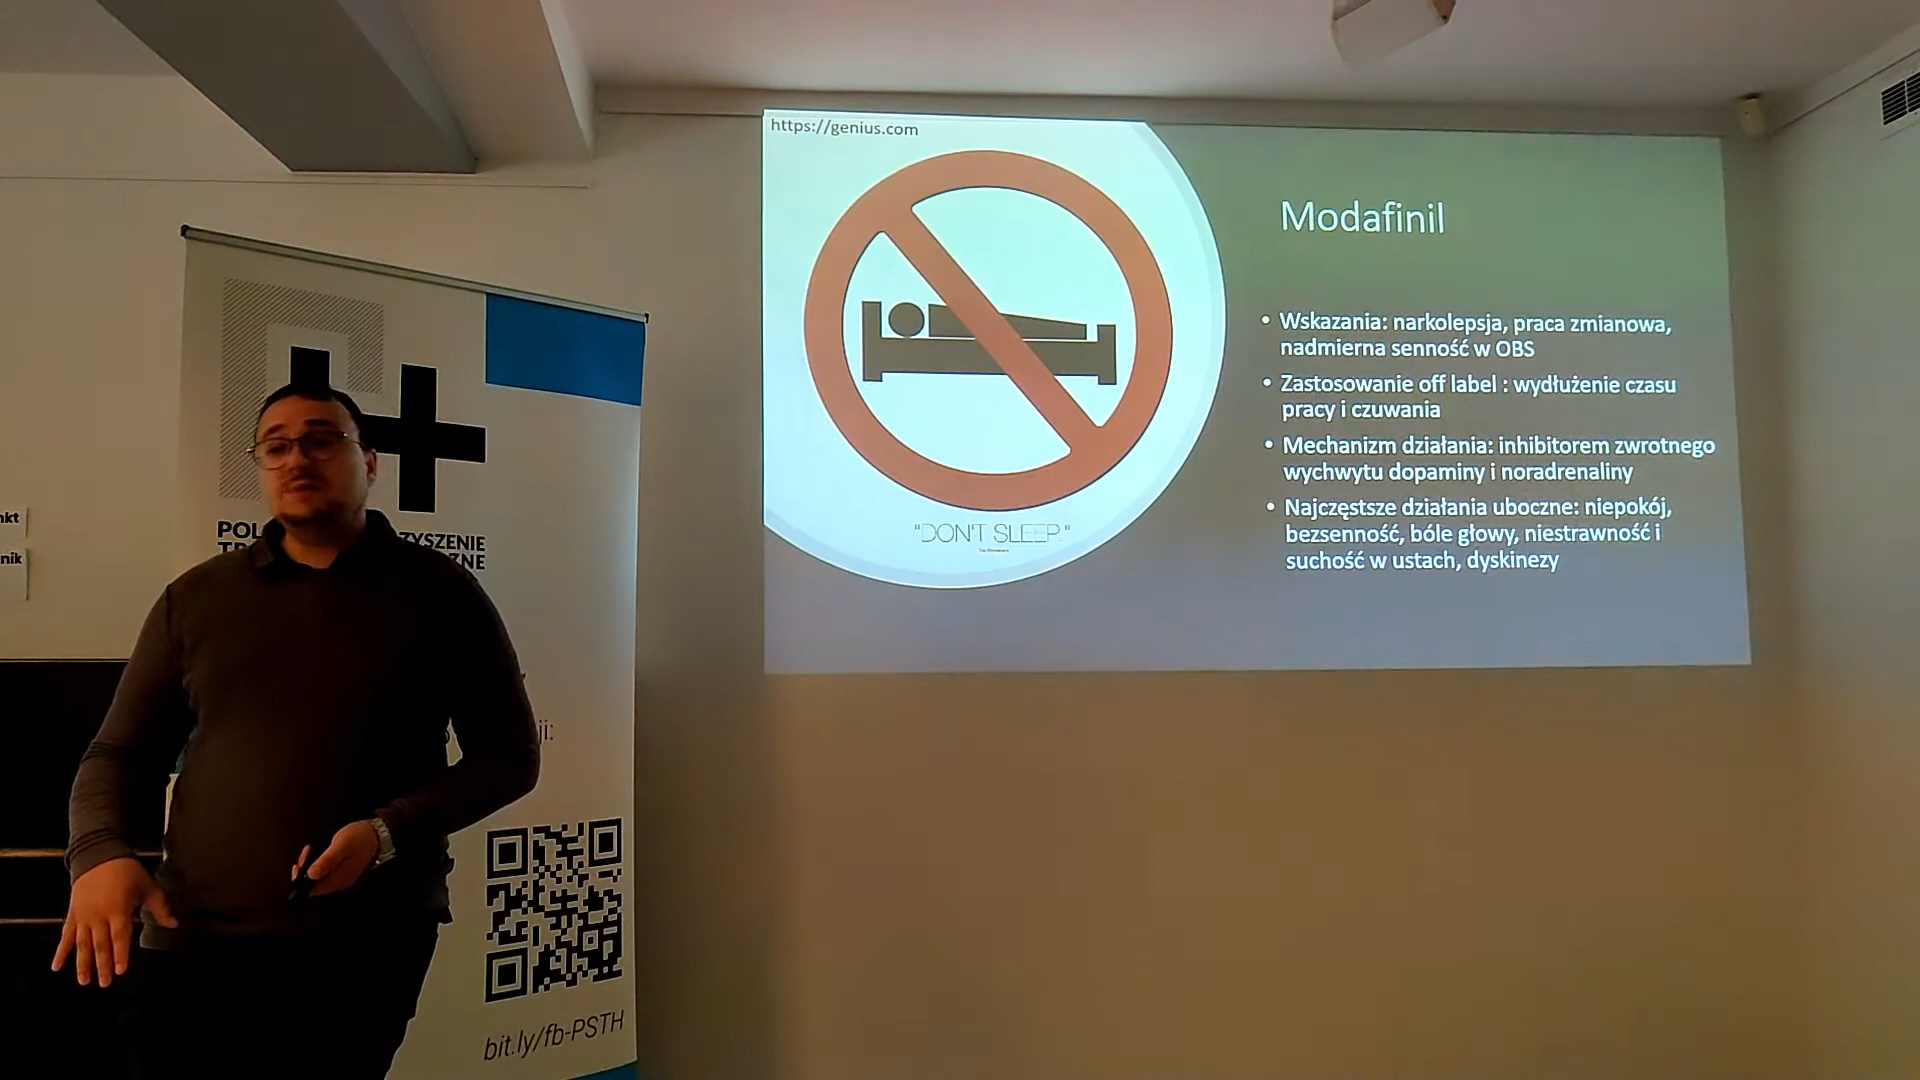 https://genius.com
Modafinil
• Wskazania: narkolepsja, praca zmianowa,
nadmierna senność w OBS
• Zastosowanie off label : wydłużenie czasu
pracy i czuwania
• Mechanizm działania: inhibitorem zwrotnego
wychwytu dopaminy i noradrenaliny
• Najczęstsze działania uboczne: niepokój,
bezsenność, bóle głowy, niestrawność i
suchość w ustach, dyskinezy
"DON'T SLEEP."
H+
POL ZYSZENIE
TR ZNE
ji:
bit.ly/fb-PSTH
nkt
nik